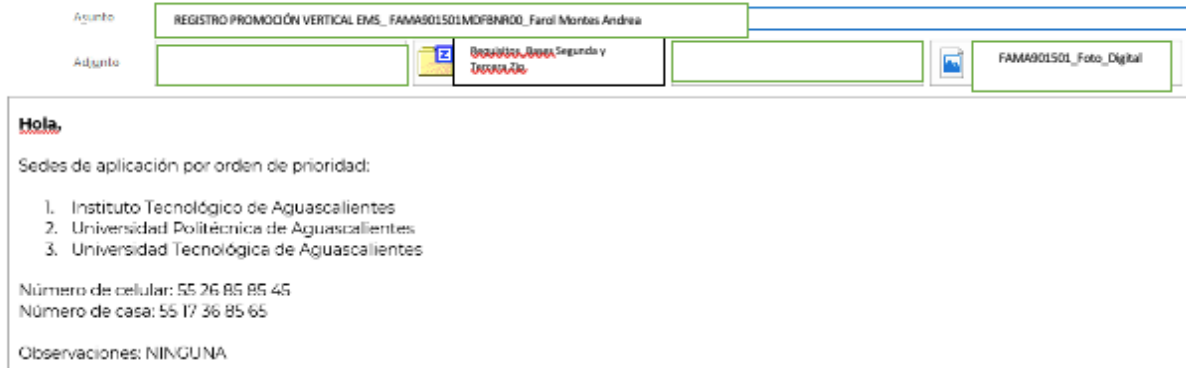 Asunto
REGISTRO PROMOCIÓN VERTICAL EMS_ FAMA901501MDFBNR00_Farol Montes Andrea
Adjunto
Requisitos_Bases Segunda y
Tercera Zip
FAMA901501_Foto_Digital
Hola,
Sedes de aplicación por orden de prioridad:
1. Instituto Tecnológico de Aguascalientes
2. Universidad Politécnica de Aguascalientes
3. Universidad Tecnológica de Aguascalientes
Número de celular: 55 26 85 85 45
Número de casa: 55 17 36 85 65
Observaciones: NINGUNA